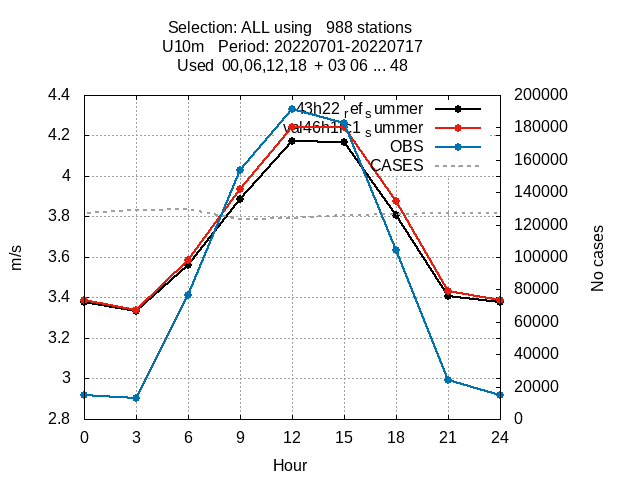 Selection: ALL using 988 stations
U10m Period: 20220701-20220717
Used 00,06,12,18 + 03 06 ... 48
4.4 200000
43h22_refsummer
4.2 180000
summer
OBS
4 160000
CASES
140000
3.8 120000
3.6 100000
3.4 80000
60000
3.2 40000
3 20000
2.8 0
m/s
No cases
0 3 6 9 12 15 18 21 24
Hour